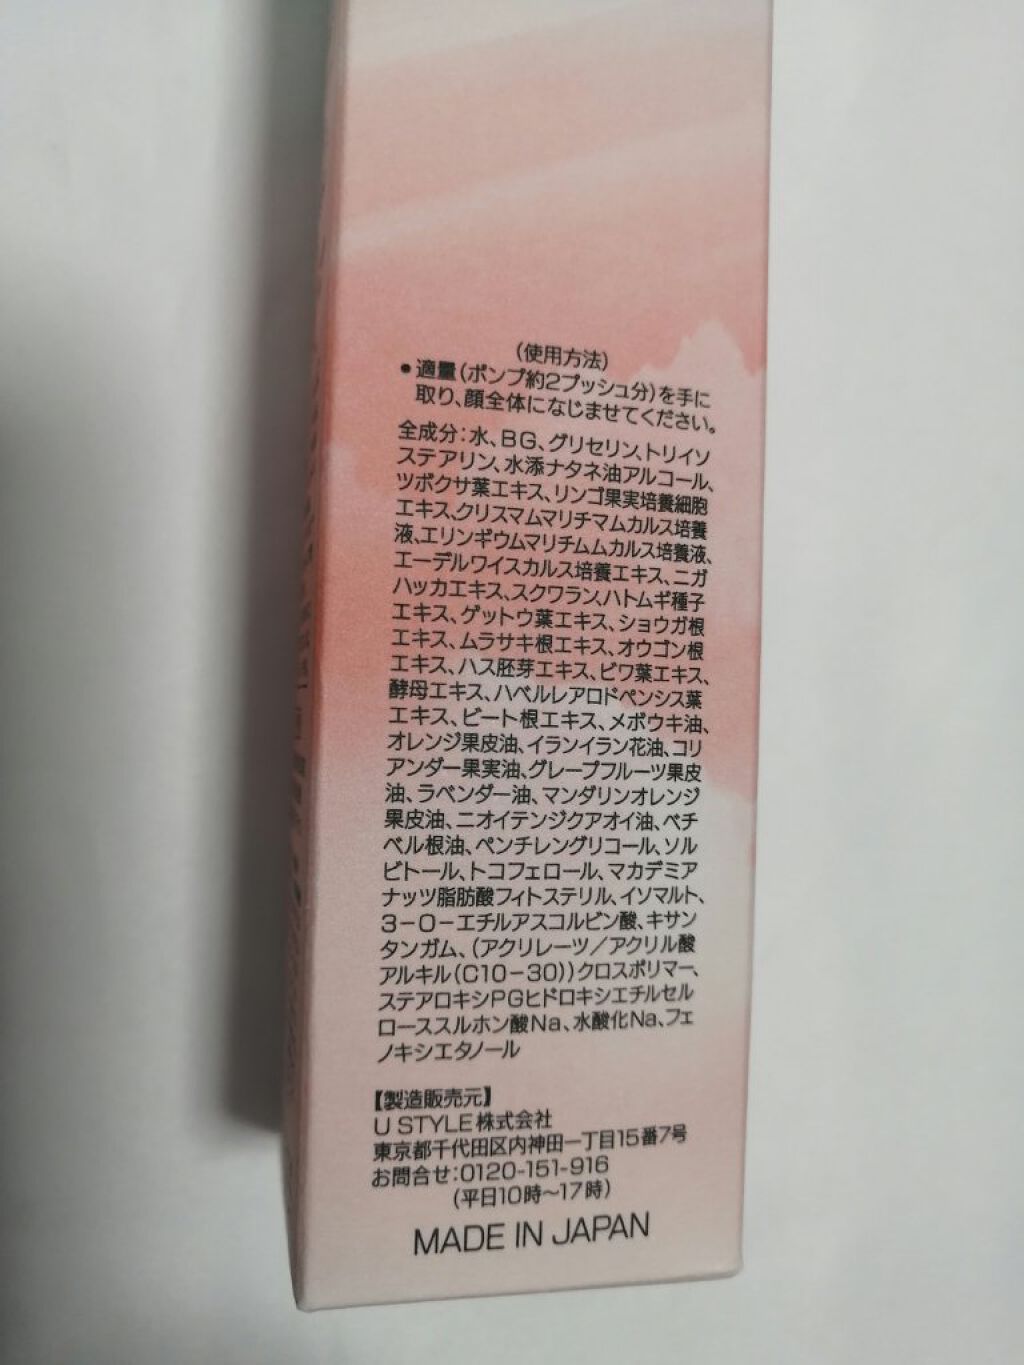 (使用方法)
●適量(ポンプ約2プッシュ分)を手に
取り、顔全体になじませてください。
全成分:水、BG、グリセリン、トリイソ
ステアリン、水添ナタネ油アルコール、
ツボクサ葉エキス、リンゴ果実培養細胞
エキス、クリスマムマリチマムカルス培養
液、エリンギウムマリチムムカルス培養液、
エーデルワイスカルス培養エキス、ニガ
ハッカエキス、スクワラン、ハトムギ種子
エキス、ゲットウ葉エキス、ショウガ根
エキス、ムラサキ根エキス、オウゴン根
エキス、ハス胚芽エキス、ビワ葉エキス、
酵母エキス、ハベルレアロドペンシス葉
エキス、ビート根エキス、メボウキ油、
オレンジ果皮油、イランイラン花油、コリ
アンダー果実油、グレープフルーツ果皮
油、ラベンダー油、マンダリンオレンジ
果皮油、ニオイテンジクアオイ油、ベチ
ベル根油、ペンチレングリコール、ソル
ビトール、トコフェロール、マカデミア
ナッツ脂肪酸フィトステリル、イソマルト、
3-O-エチルアスコルビン酸、キサン
タンガム、(アクリレーツ/アクリル酸
アルキル(C10-30))クロスポリマー、
ステアロキシPGヒドロキシエチルセル
ローススルホン酸Na、水酸化Na、フェ
ノキシエタノール
【製造販売元】
U STYLE株式会社
東京都千代田区内神田一丁目15番7号
お問合せ:0120-151-916
(平日10時〜17時)
MADE IN JAPAN